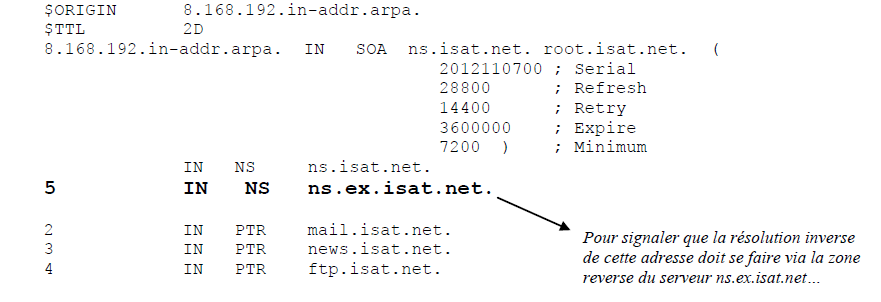 $ORIGIN 8.168.192.in-addr.arpa.
$TTL 2D
8.168.192.in-addr.arpa. IN SOA ns.isat.net. root.isat.net. (
2012110700 ; Serial
28800 ; Refresh
14400 ; Retry
3600000 ; Expire
7200 ) ; Minimum
IN NS ns.isat.net.
5 IN NS ns.ex.isat.net.
2 IN PTR mail.isat.net.
3 IN PTR news.isat.net.
4 IN PTR ftp.isat.net.
Pour signaler que la résolution inverse
de cette adresse doit se faire via la zone
reverse du serveur ns.ex.isat.net…